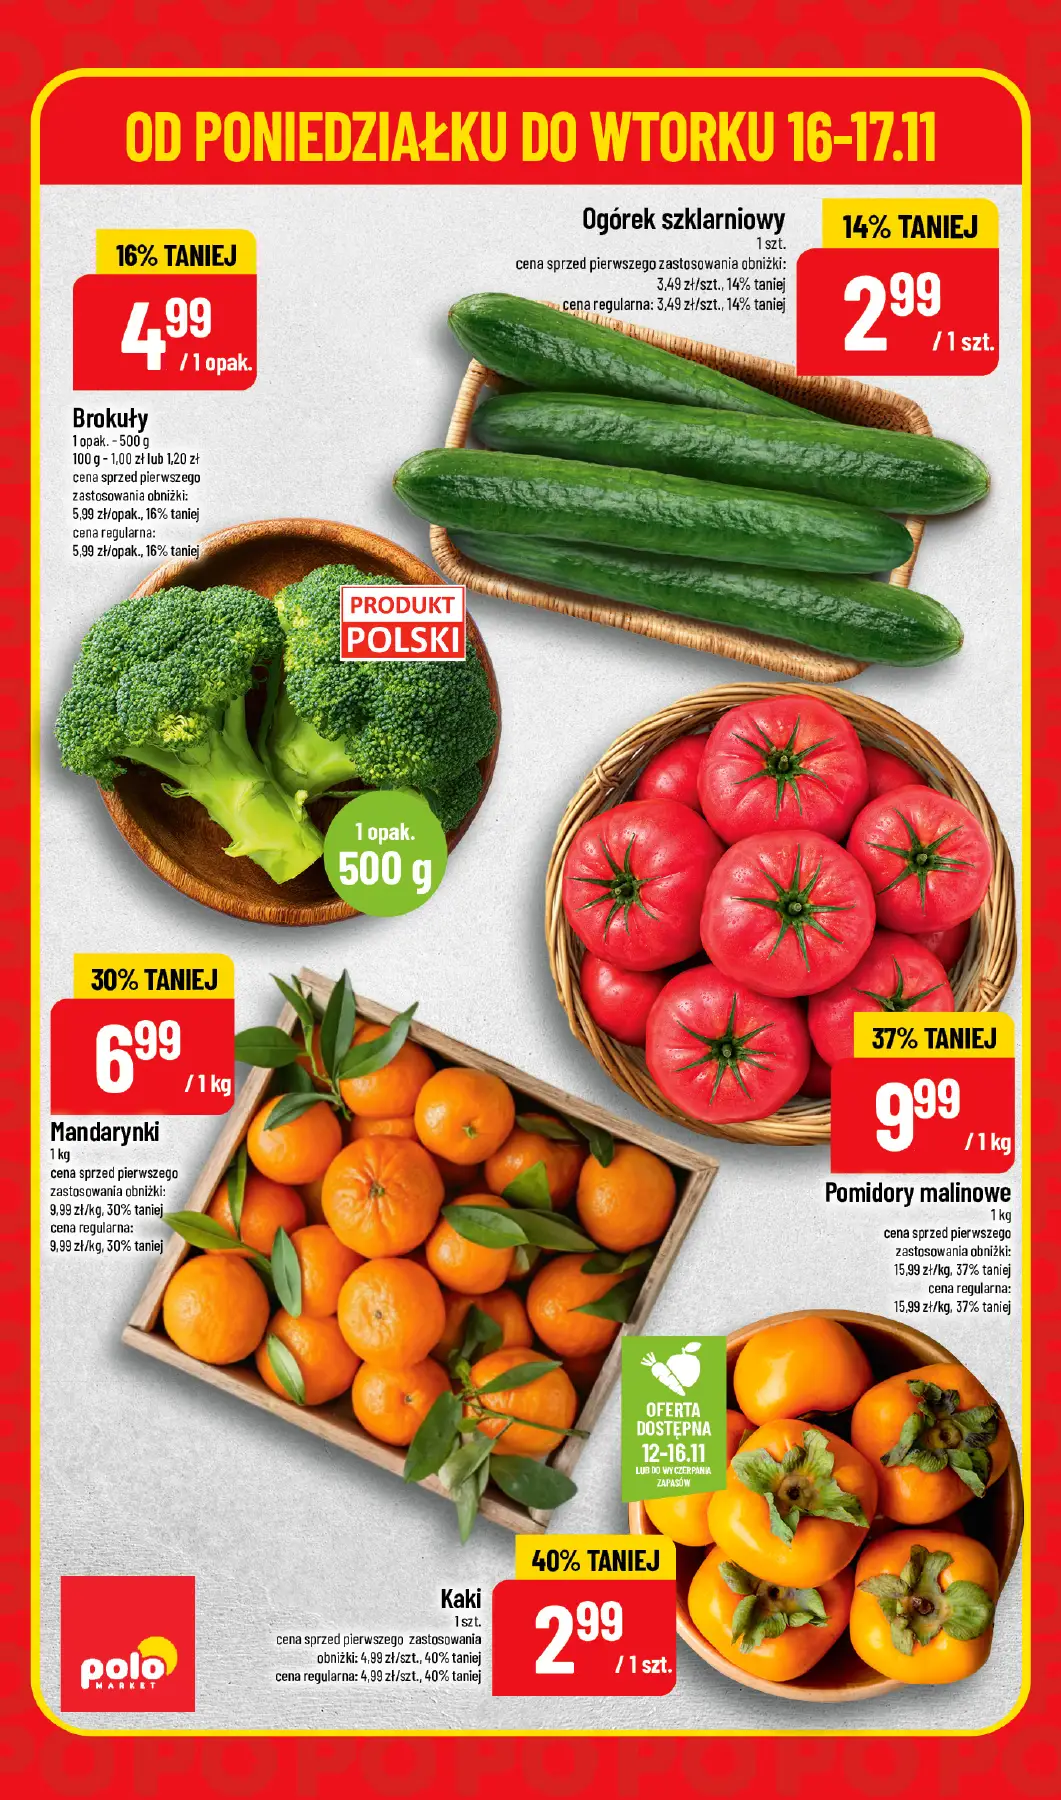 OD PONIEDZIAŁKU DO WTORKU 16-17.11
16% TANIEJ
4,99
/ 1 opak.
Brokuły
1 opak. - 500 g
100 g - 1,00 zł lub 1,20 zł
cena sprzed pierwszego
zastosowania obniżki:
5,99 zł/opak., 16% taniej
cena regularna:
5,99 zł/opak., 16% taniej
PRODUKT
POLSKI
1 opak.
500 g
Ogórek szklarniowy
1 szt.
cena sprzed pierwszego zastosowania obniżki:
3,49 zł/szt., 14% taniej
cena regularna: 3,49 zł/szt., 14% taniej
14% TANIEJ
2 99
/ 1 szt.
30% TANIEJ
6 99
/ 1 kg
Mandarynki
1 kg
cena sprzed pierwszego
zastosowania obniżki:
9,99 zł/kg, 30% taniej
cena regularna:
9,99 zł/kg, 30% taniej
37% TANIEJ
9 99
/ 1 kg
Pomidory malinowe
1 kg
cena sprzed pierwszego
zastosowania obniżki:
15,99 zł/kg, 37% taniej
cena regularna:
15,99 zł/kg, 37% taniej
OFERTA
DOSTĘPNA
12-16.11
LUB DO WYCZERPANIA
ZAPASÓW
40% TANIEJ
2 99
/ 1 szt.
Kaki
1 szt.
cena sprzed pierwszego zastosowania
obniżki: 4,99 zł/szt., 40% taniej
cena regularna: 4,99 zł/szt., 40% taniej
polo
MARKET